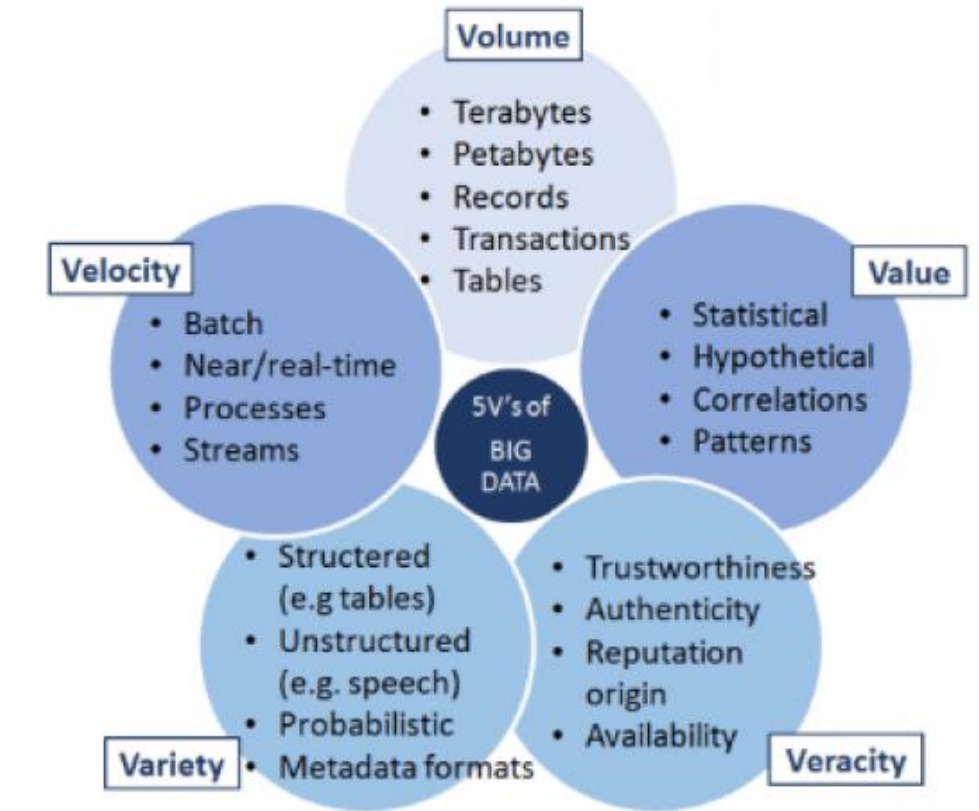 Volume
• Terabytes
• Petabytes
• Records
• Transactions
• Tables
Velocity
• Batch
• Near/real-time
• Processes
• Streams
Value
• Statistical
• Hypothetical
• Correlations
• Patterns
5V's of
BIG
DATA
• Structered
(e.g tables)
• Unstructured
(e.g. speech)
• Probabilistic
• Metadata formats
Variety
• Trustworthiness
• Authenticity
• Reputation
origin
• Availability
Veracity